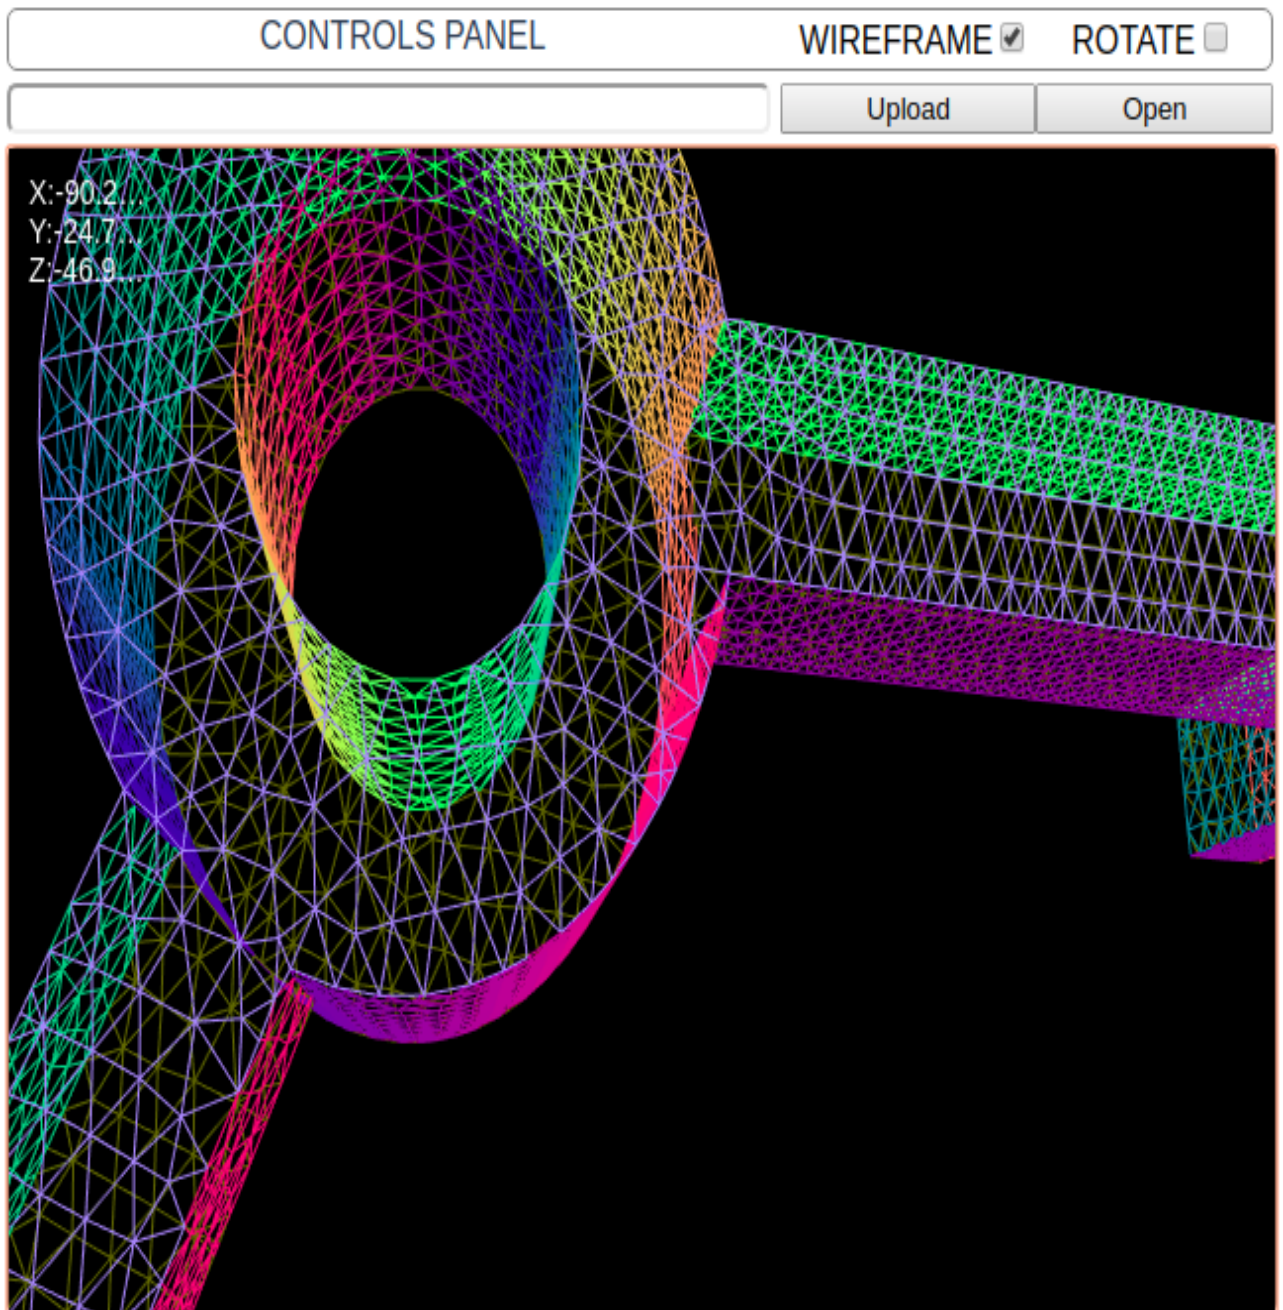 CONTROLS PANEL WIREFRAME ROTATE
Upload Open
X:-90.2...
Y:-24.7...
Z:-46.9...